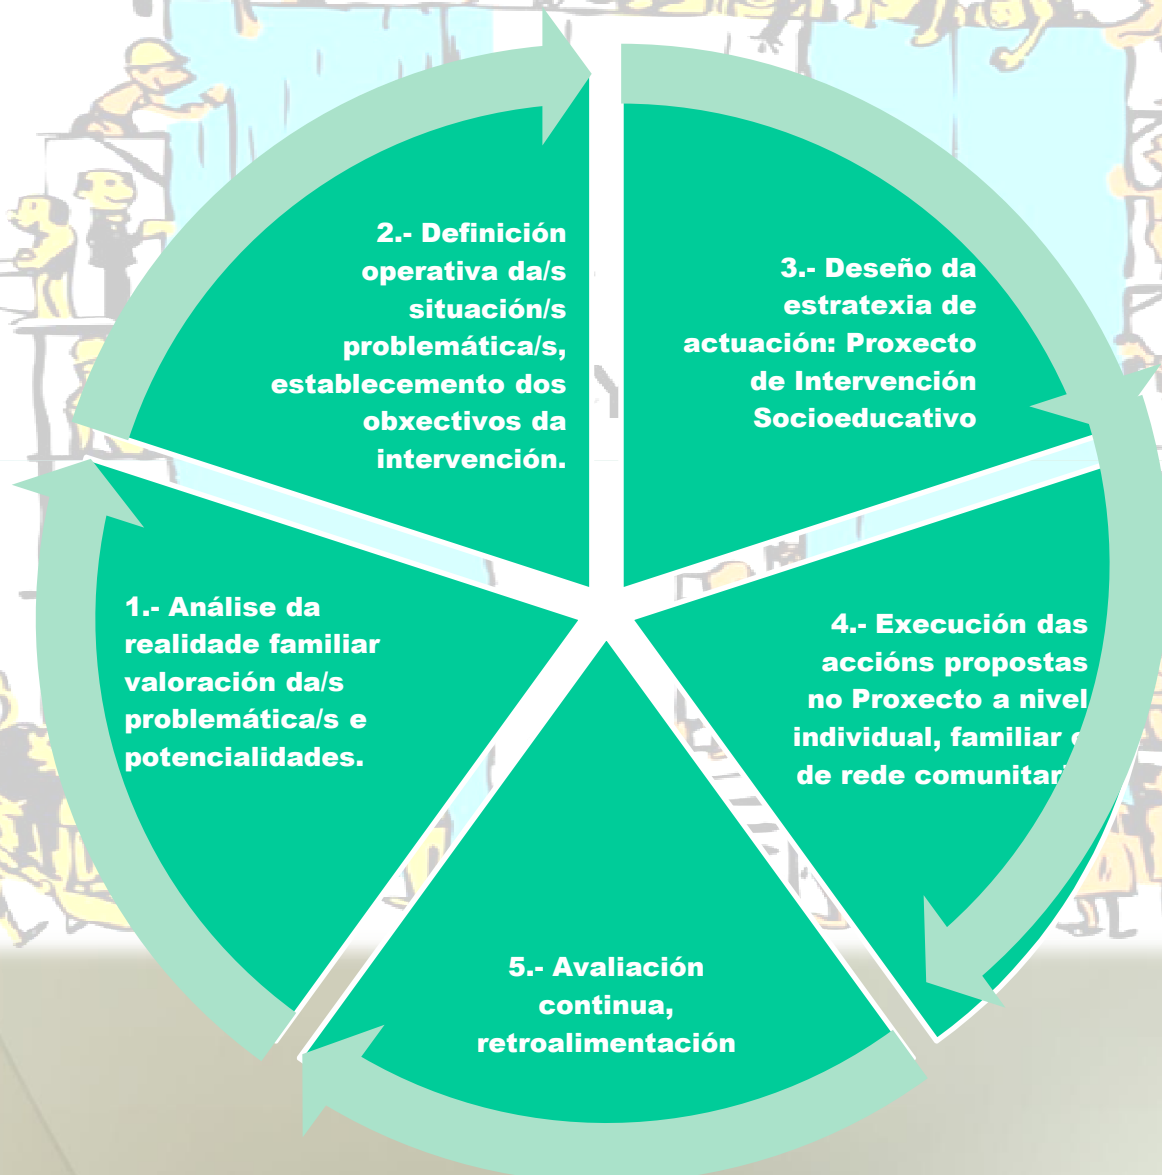 2.- Definición
operativa da/s
situación/s
problemática/s,
establecemento dos
obxectivos da
intervención.
3.- Deseño da
estratexia de
actuación: Proxecto
de Intervención
Socioeducativo
1.- Análise da
realidade familiar
valoración da/s
problemática/s e
potencialidades.
4.- Execución das
accións propostas
no Proxecto a nivel
individual, familiar
de rede
5.- Avaliación
continua,
retroalimentación